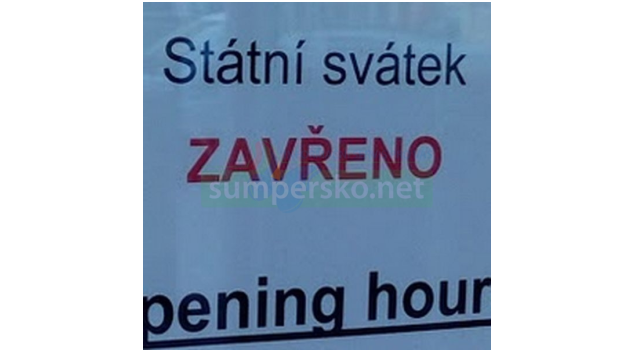 Státní svátek
ZAVŘENO
sumpersko.net
pening hour